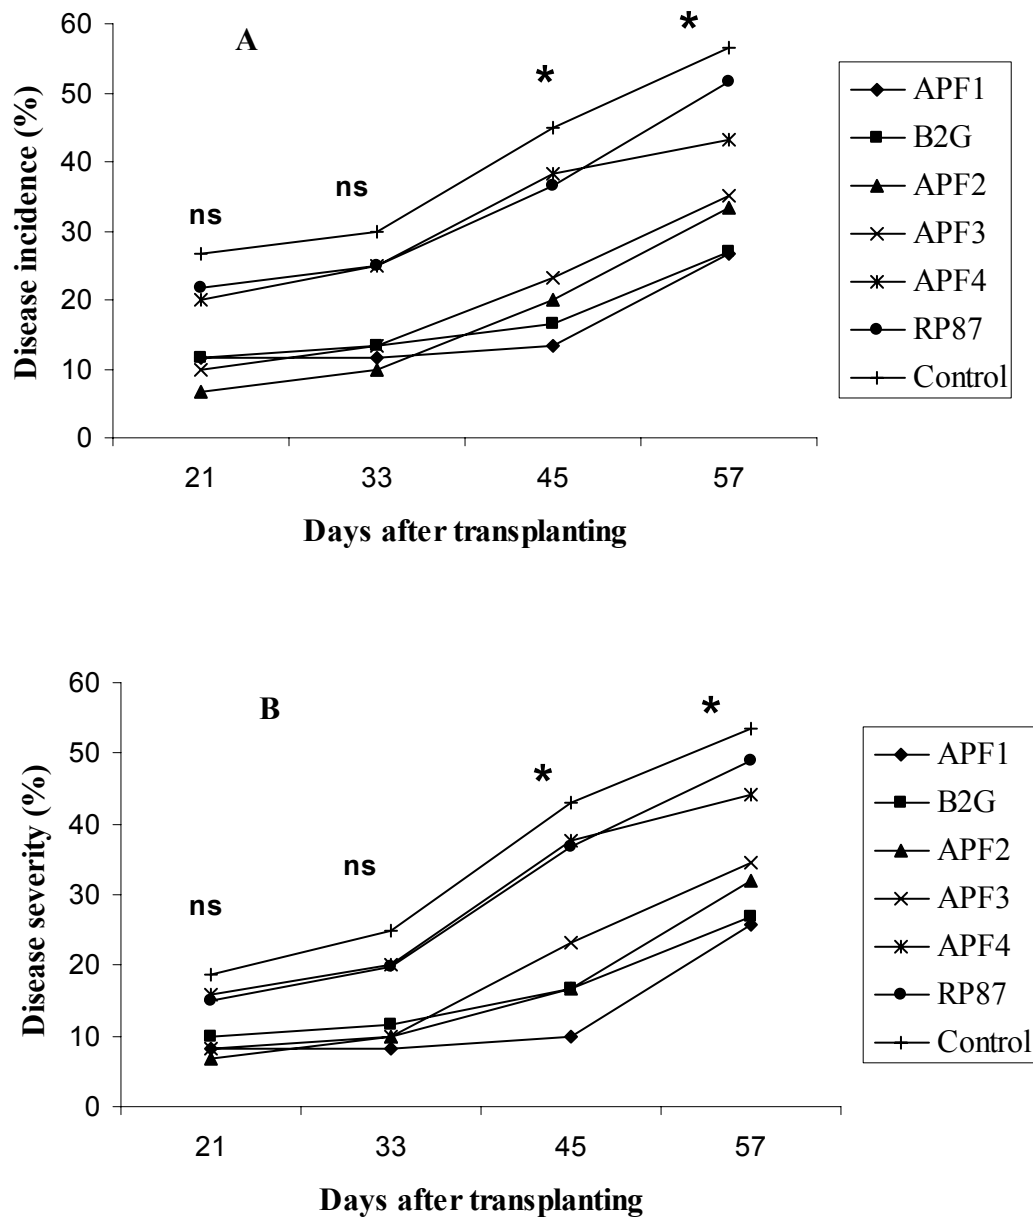 A
Disease incidence (%)
60
50
40
30
20
10
0
ns
ns
*
*
21 33 45 57
Days after transplanting
APF1
B2G
APF2
APF3
APF4
RP87
Control
B
Disease severity (%)
60
50
40
30
20
10
0
ns
ns
*
*
21 33 45 57
Days after transplanting
APF1
B2G
APF2
APF3
APF4
RP87
Control